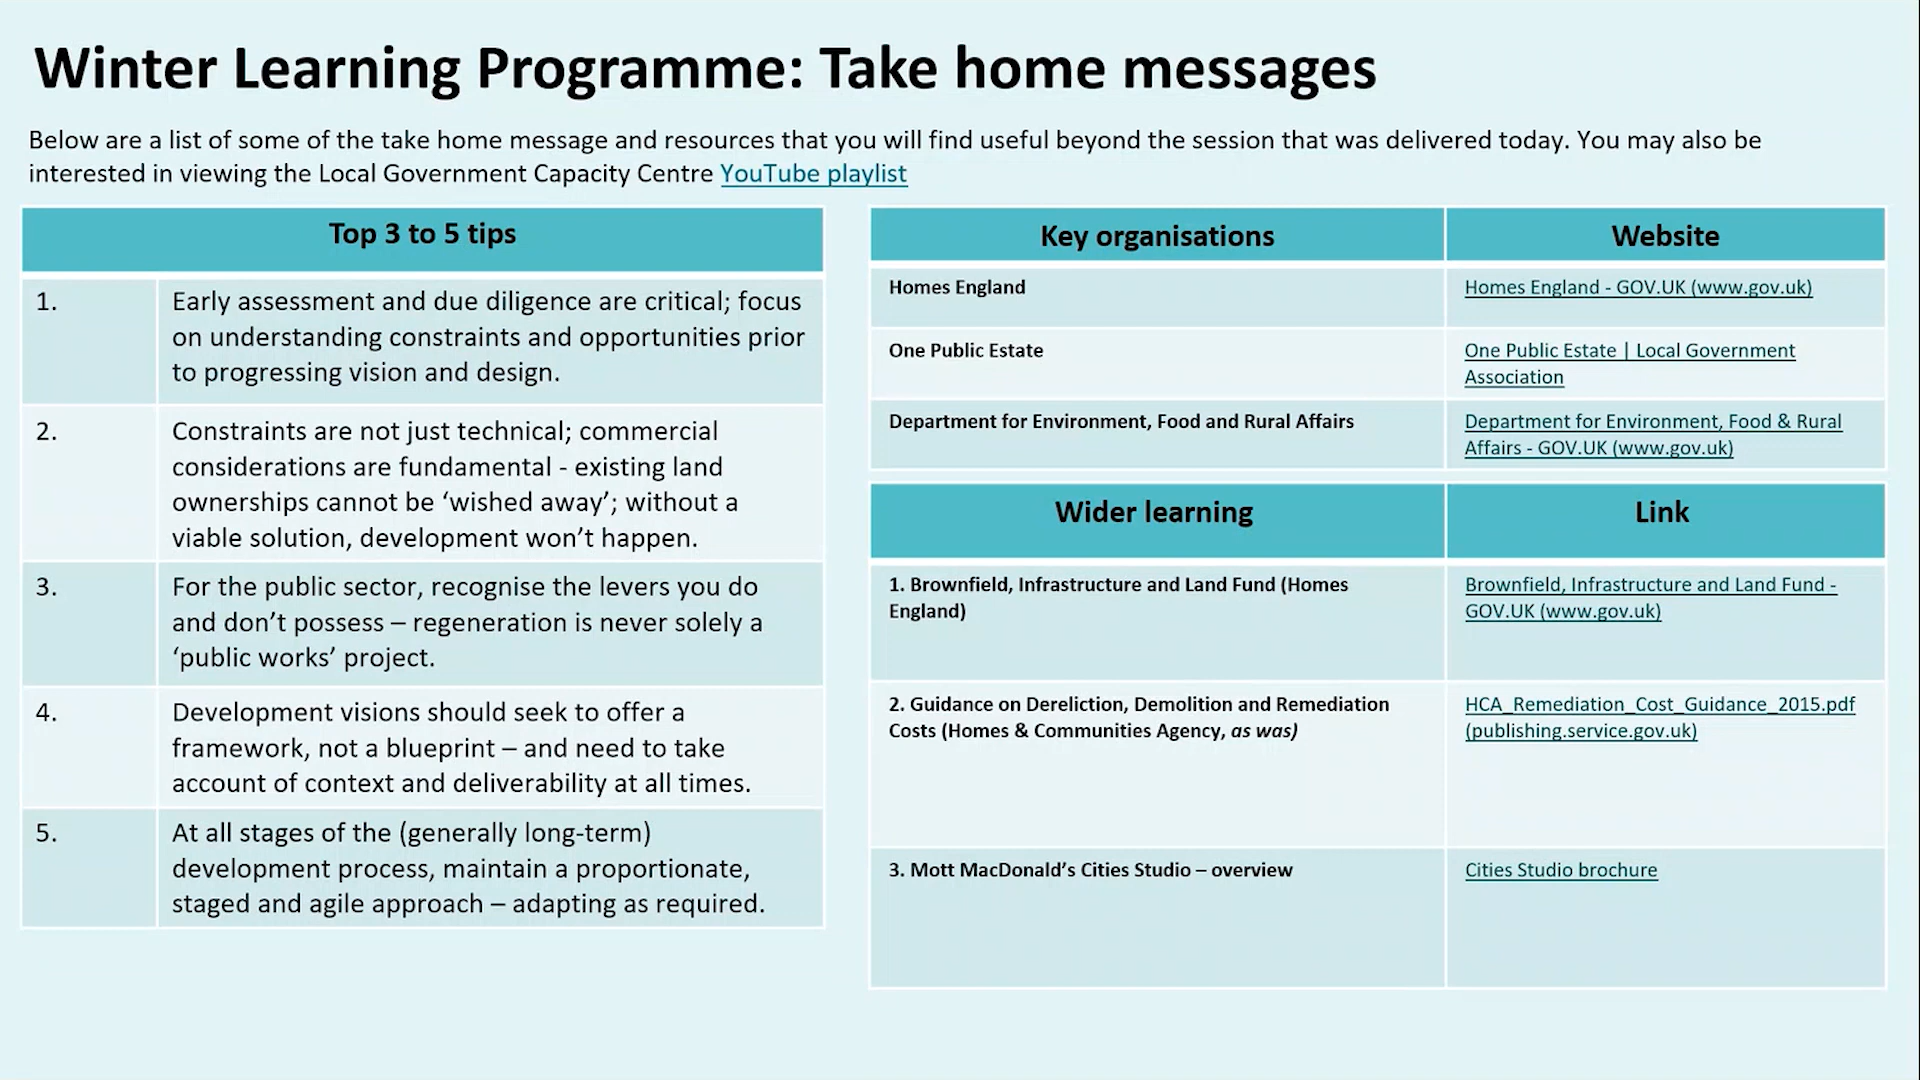 Winter Learning Programme: Take home messages
Below are a list of some of the take home message and resources that you will find useful beyond the session that was delivered today. You may also be
interested in viewing the Local Government Capacity Centre YouTube playlist
Top 3 to 5 tips
1.
Early assessment and due diligence are critical; focus
on understanding constraints and opportunities prior
to progressing vision and design.
2.
Constraints are not just technical; commercial
considerations are fundamental - existing land
ownerships cannot be ‘wished away’; without a
viable solution, development won’t happen.
3.
For the public sector, recognise the levers you do
and don’t possess – regeneration is never solely a
‘public works’ project.
4.
Development visions should seek to offer a
framework, not a blueprint – and need to take
account of context and deliverability at all times.
5.
At all stages of the (generally long-term)
development process, maintain a proportionate,
staged and agile approach – adapting as required.
Key organisations
Website
Homes England
Homes England - GOV.UK (www.gov.uk)
One Public Estate
One Public Estate | Local Government
Association
Department for Environment, Food and Rural Affairs
Department for Environment, Food & Rural
Affairs - GOV.UK (www.gov.uk)
Wider learning
Link
1. Brownfield, Infrastructure and Land Fund (Homes
England)
Brownfield, Infrastructure and Land Fund -
GOV.UK (www.gov.uk)
2. Guidance on Dereliction, Demolition and Remediation
Costs (Homes & Communities Agency, as was)
HCA_Remediation_Cost_Guidance_2015.pdf
(publishing.service.gov.uk)
3. Mott MacDonald’s Cities Studio – overview
Cities Studio brochure